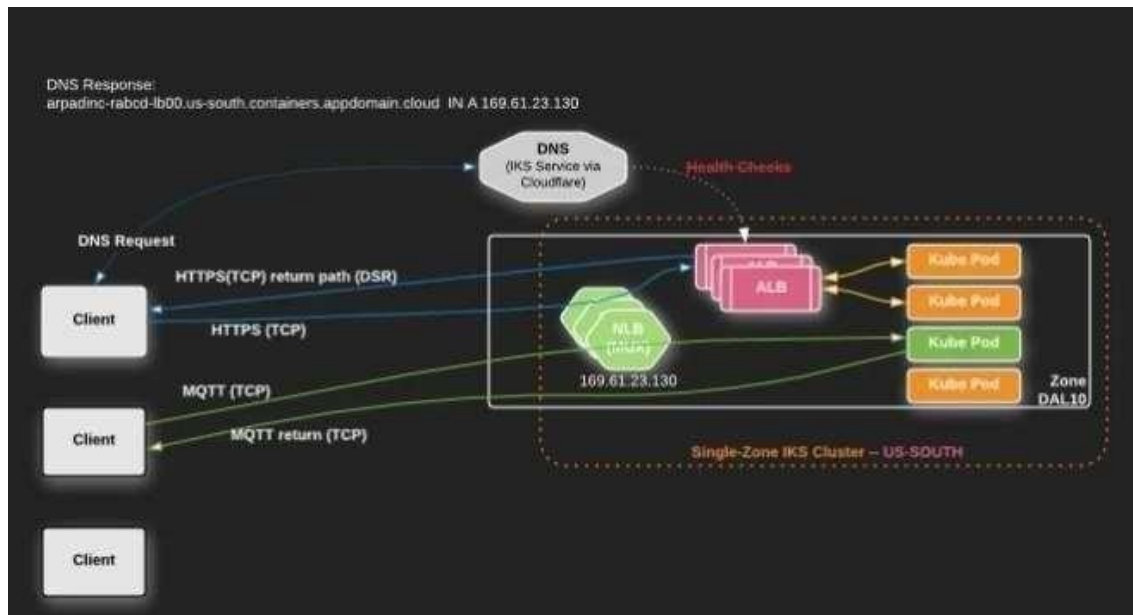 DNS Response:
arpadinc-rabcd-lb00.us-south.containers.appdomain.cloud IN A 169.61.23.130
DNS
(IKS Service via
Cloudflare)
Health Checks
DNS Request
HTTPS(TCP) return path (DSR)
Client
HTTPS (TCP)
ALB
ALB
Kube Pod
Kube Pod
Kube Pod
Kube Pod
NLB
(MUX)
169.61.23.130
Zone
DAL10
MQTT (TCP)
Client
MQTT return (TCP)
Single-Zone IKS Cluster -- US-SOUTH
Client